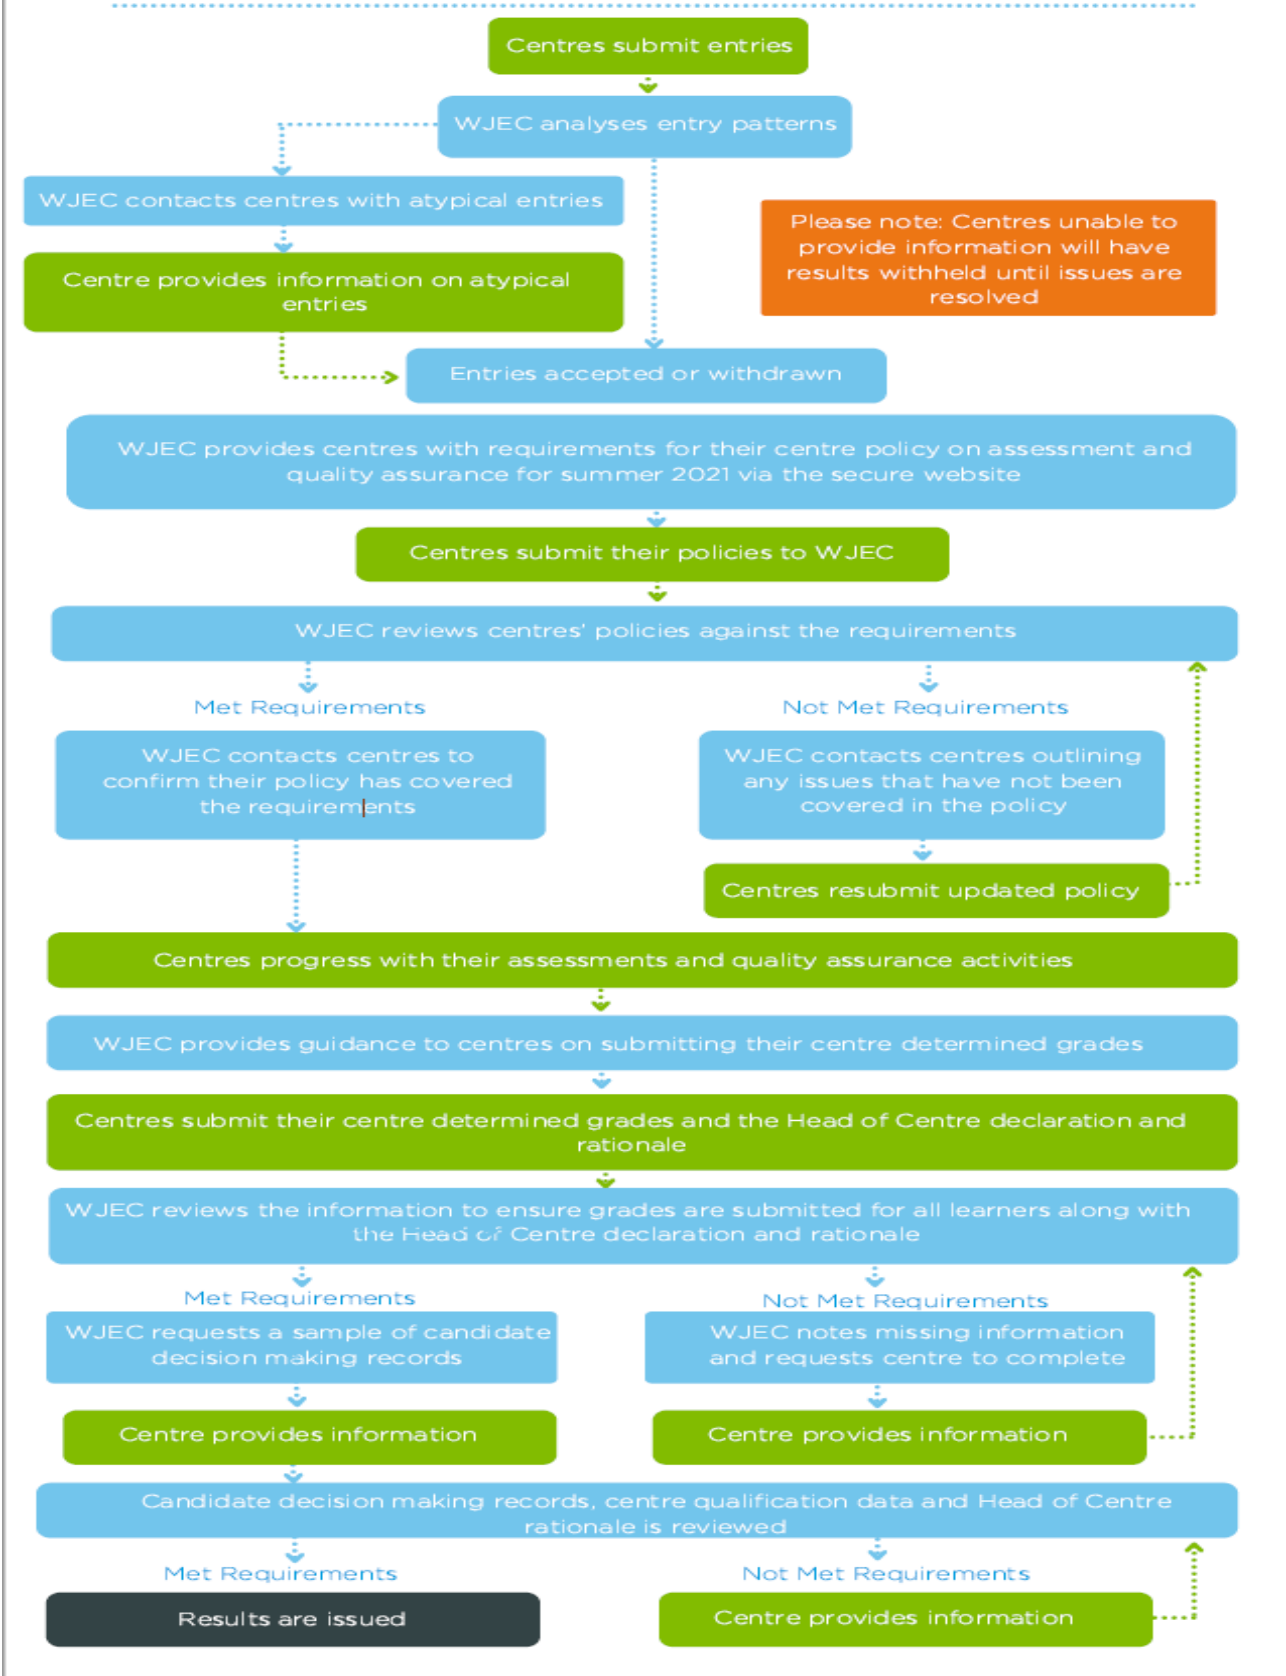 Centres submit entries
WJEC analyses entry patterns
WJEC contacts centres with atypical entries
Please note: Centres unable to
provide information will have
results withheld until issues are
resolved
Centre provides information on atypical
entries
Entries accepted or withdrawn
WJEC provides centres with requirements for their centre policy on assessment and
quality assurance for summer 2021 via the secure website
Centres submit their policies to WJEC
WJEC reviews centres' policies against the requirements
Met Requirements
WJEC contacts centres to
confirm their policy has covered
the requirements
Not Met Requirements
WJEC contacts centres outlining
any issues that have not been
covered in the policy
Centres resubmit updated policy
Centres progress with their assessments and quality assurance activities
WJEC provides guidance to centres on submitting their centre determined grades
Centres submit their centre determined grades and the Head of Centre declaration and
rationale
WJEC reviews the information to ensure grades are submitted for all learners along with
the Head of Centre declaration and rationale
Met Requirements
WJEC requests a sample of candidate
decision making records
Centre provides information
Not Met Requirements
WJEC notes missing information
and requests centre to complete
Centre provides information
Candidate decision making records, centre qualification data and Head of Centre
rationale is reviewed
Met Requirements
Results are issued
Not Met Requirements
Centre provides information